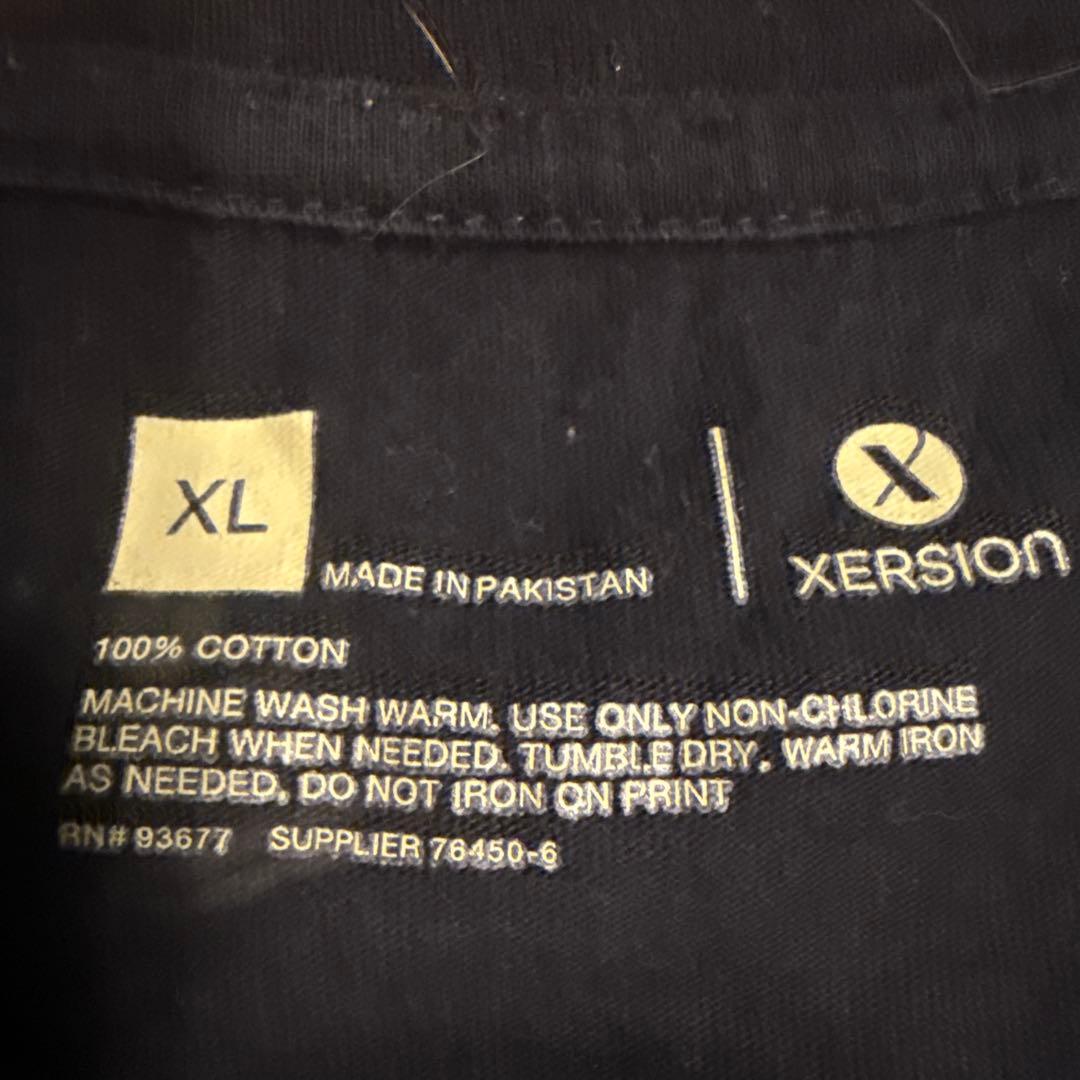 XL
MADE IN PAKISTAN
X
XERSION
100% COTTON
MACHINE WASH WARM. USE ONLY NON-CHLORINE
BLEACH WHEN NEEDED. TUMBLE DRY. WARM IRON
AS NEEDED. DO NOT IRON ON PRINT
RN# 93677 SUPPLIER 76450-6